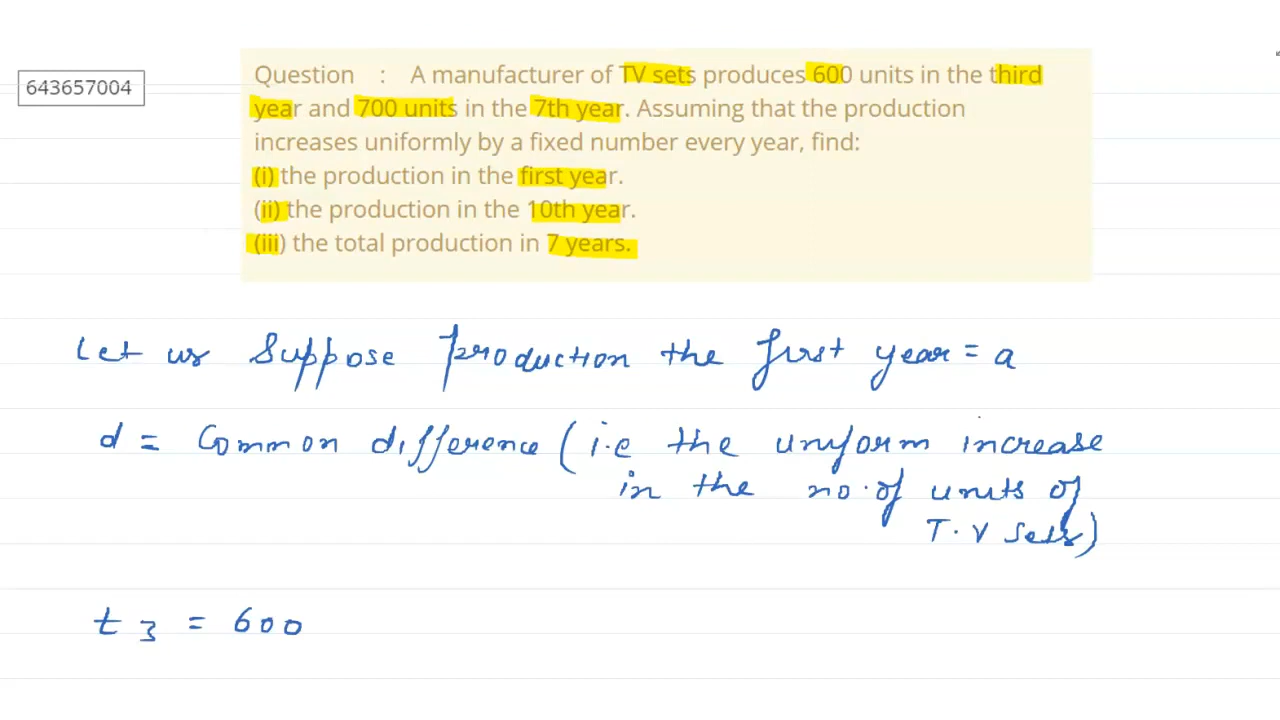 643657004
Question : A manufacturer of TV sets produces 600 units in the third
year and 700 units in the 7th year. Assuming that the production
increases uniformly by a fixed number every year, find:
(i) the production in the first year.
(ii) the production in the 10th year.
(iii) the total production in 7 years.
Let us Suppose production the first year = a
d = Common difference (i.e the uniform increase
in the no. of units of
T.V sets)
t3 = 600